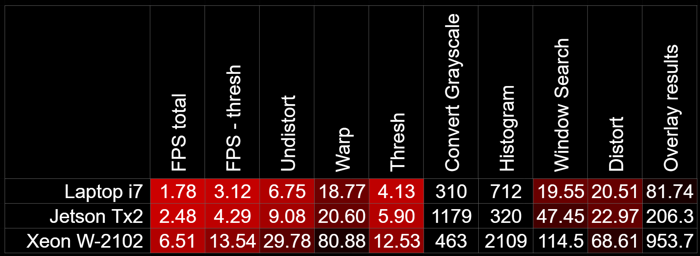 FPS total FPS - thresh Undistort Warp Thresh Convert Grayscale Histogram Window Search Distort Overlay results
Laptop i7 1.78 3.12 6.75 18.77 4.13 310 712 19.55 20.51 81.74
Jetson Tx2 2.48 4.29 9.08 20.60 5.90 1179 320 47.45 22.97 206.3
Xeon W-2102 6.51 13.54 29.78 80.88 12.53 463 2109 114.5 68.61 953.7